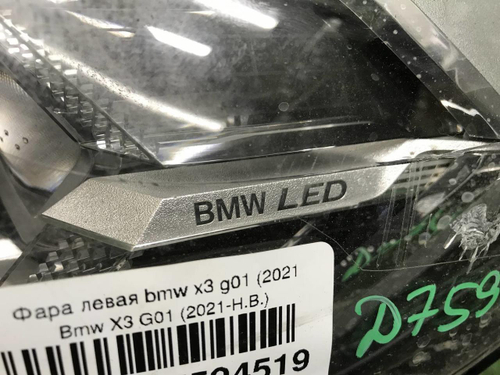 BMW LED
Фара левая bmw x3 g01 (2021
Bmw X3 G01 (2021-Н.В.)
D759